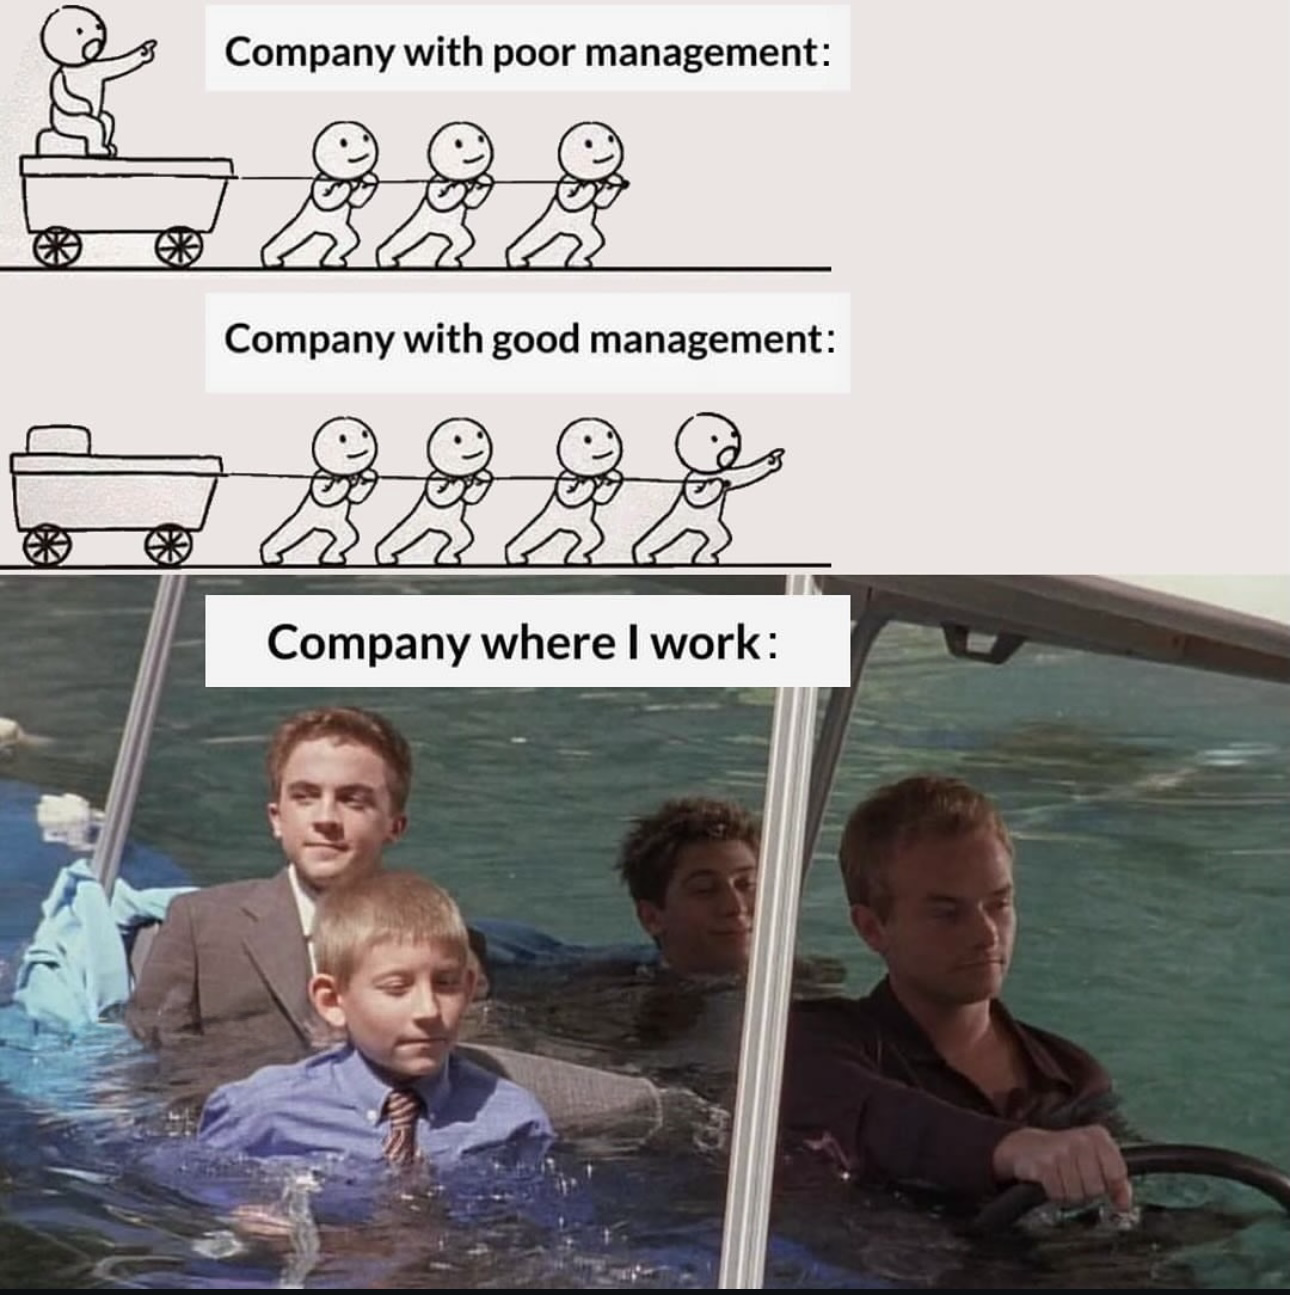 Company with poor management:
Company with good management:
Company where I work: